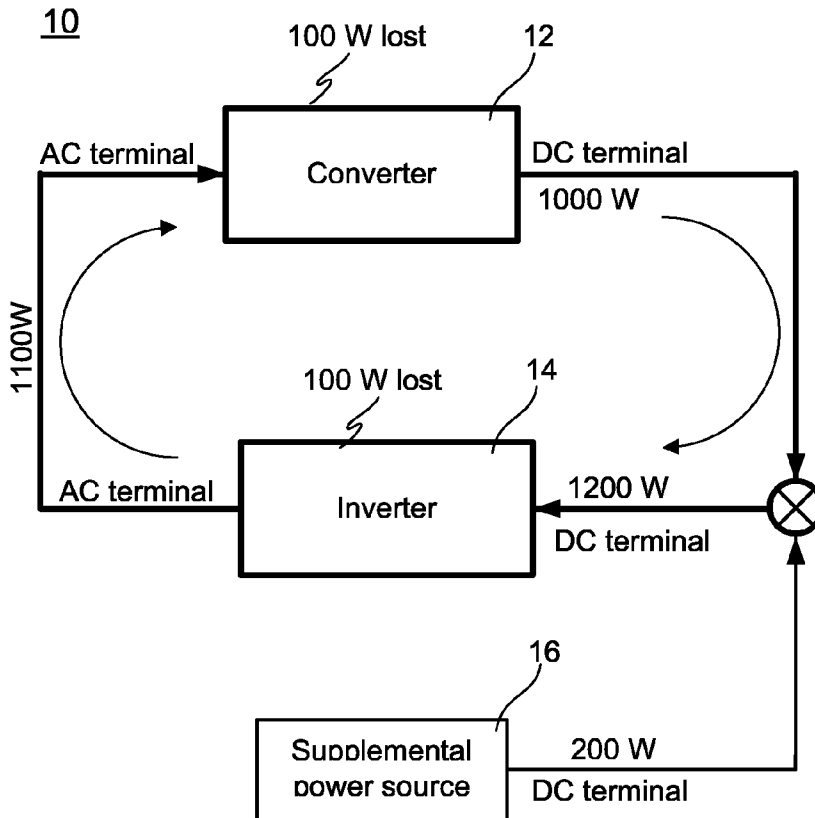 10
100 W lost
12
AC terminal
Converter
DC terminal
1000 W
1100W
100 W lost
14
AC terminal
Inverter
1200 W
DC terminal
16
Supplemental
power source
200 W
DC terminal